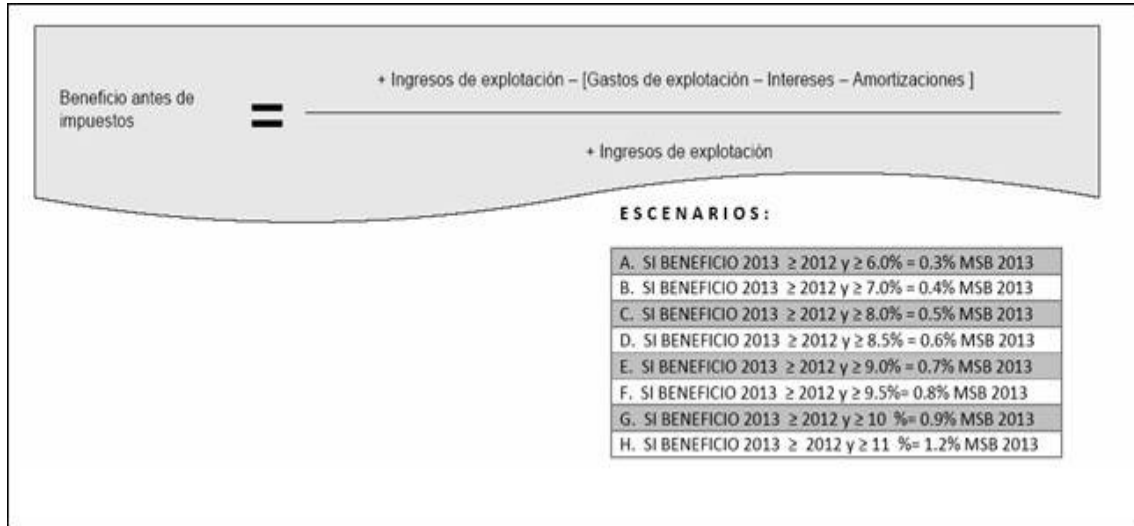 + Ingresos de explotación – [Gastos de explotación – Intereses – Amortizaciones ]
Beneficio antes de
impuestos
=
+ Ingresos de explotación
ESCENARIOS:
A. SI BENEFICIO 2013 ≥ 2012 y ≥ 6.0% = 0.3% MSB 2013
B. SI BENEFICIO 2013 ≥ 2012 y ≥ 7.0% = 0.4% MSB 2013
C. SI BENEFICIO 2013 ≥ 2012 y ≥ 8.0% = 0.5% MSB 2013
D. SI BENEFICIO 2013 ≥ 2012 y ≥ 8.5% = 0.6% MSB 2013
E. SI BENEFICIO 2013 ≥ 2012 y ≥ 9.0% = 0.7% MSB 2013
F. SI BENEFICIO 2013 ≥ 2012 y ≥ 9.5%= 0.8% MSB 2013
G. SI BENEFICIO 2013 ≥ 2012 y ≥ 10 %= 0.9% MSB 2013
H. SI BENEFICIO 2013 ≥ 2012 y ≥ 11 %= 1.2% MSB 2013